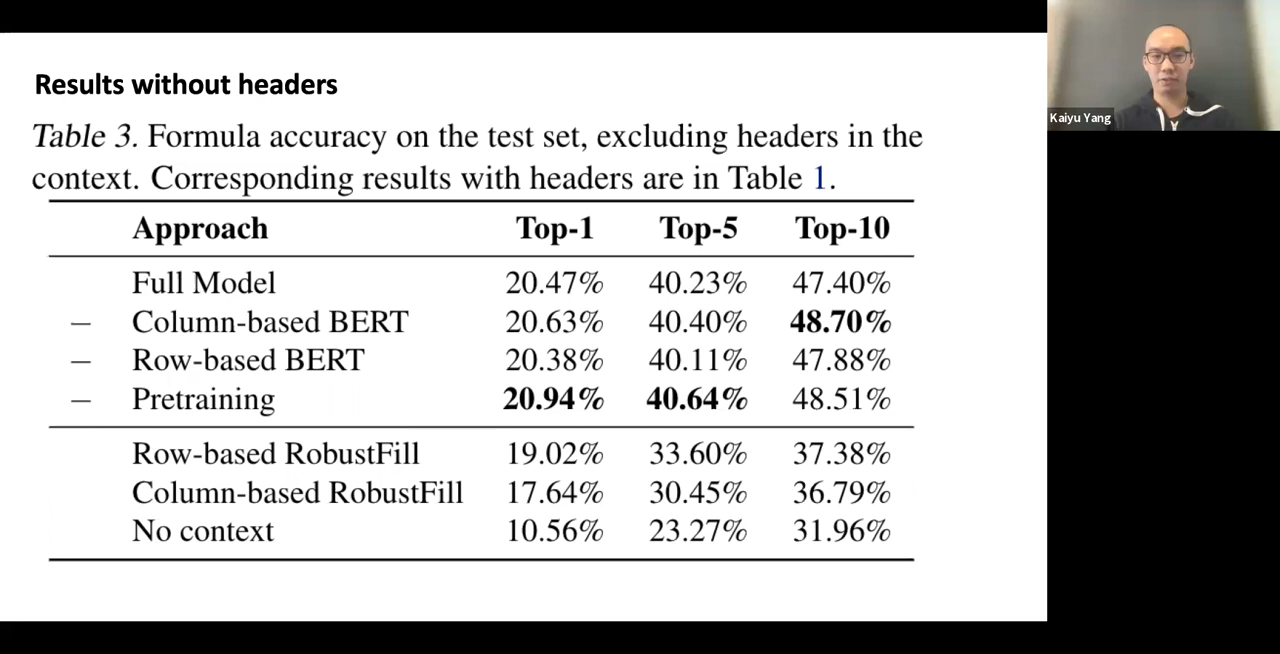 Results without headers
Kaiyu Yang
Table 3. Formula accuracy on the test set, excluding headers in the
context. Corresponding results with headers are in Table 1.
Approach Top-1 Top-5 Top-10
Full Model 20.47% 40.23% 47.40%
− Column-based BERT 20.63% 40.40% 48.70%
− Row-based BERT 20.38% 40.11% 47.88%
− Pretraining 20.94% 40.64% 48.51%
Row-based RobustFill 19.02% 33.60% 37.38%
Column-based RobustFill 17.64% 30.45% 36.79%
No context 10.56% 23.27% 31.96%